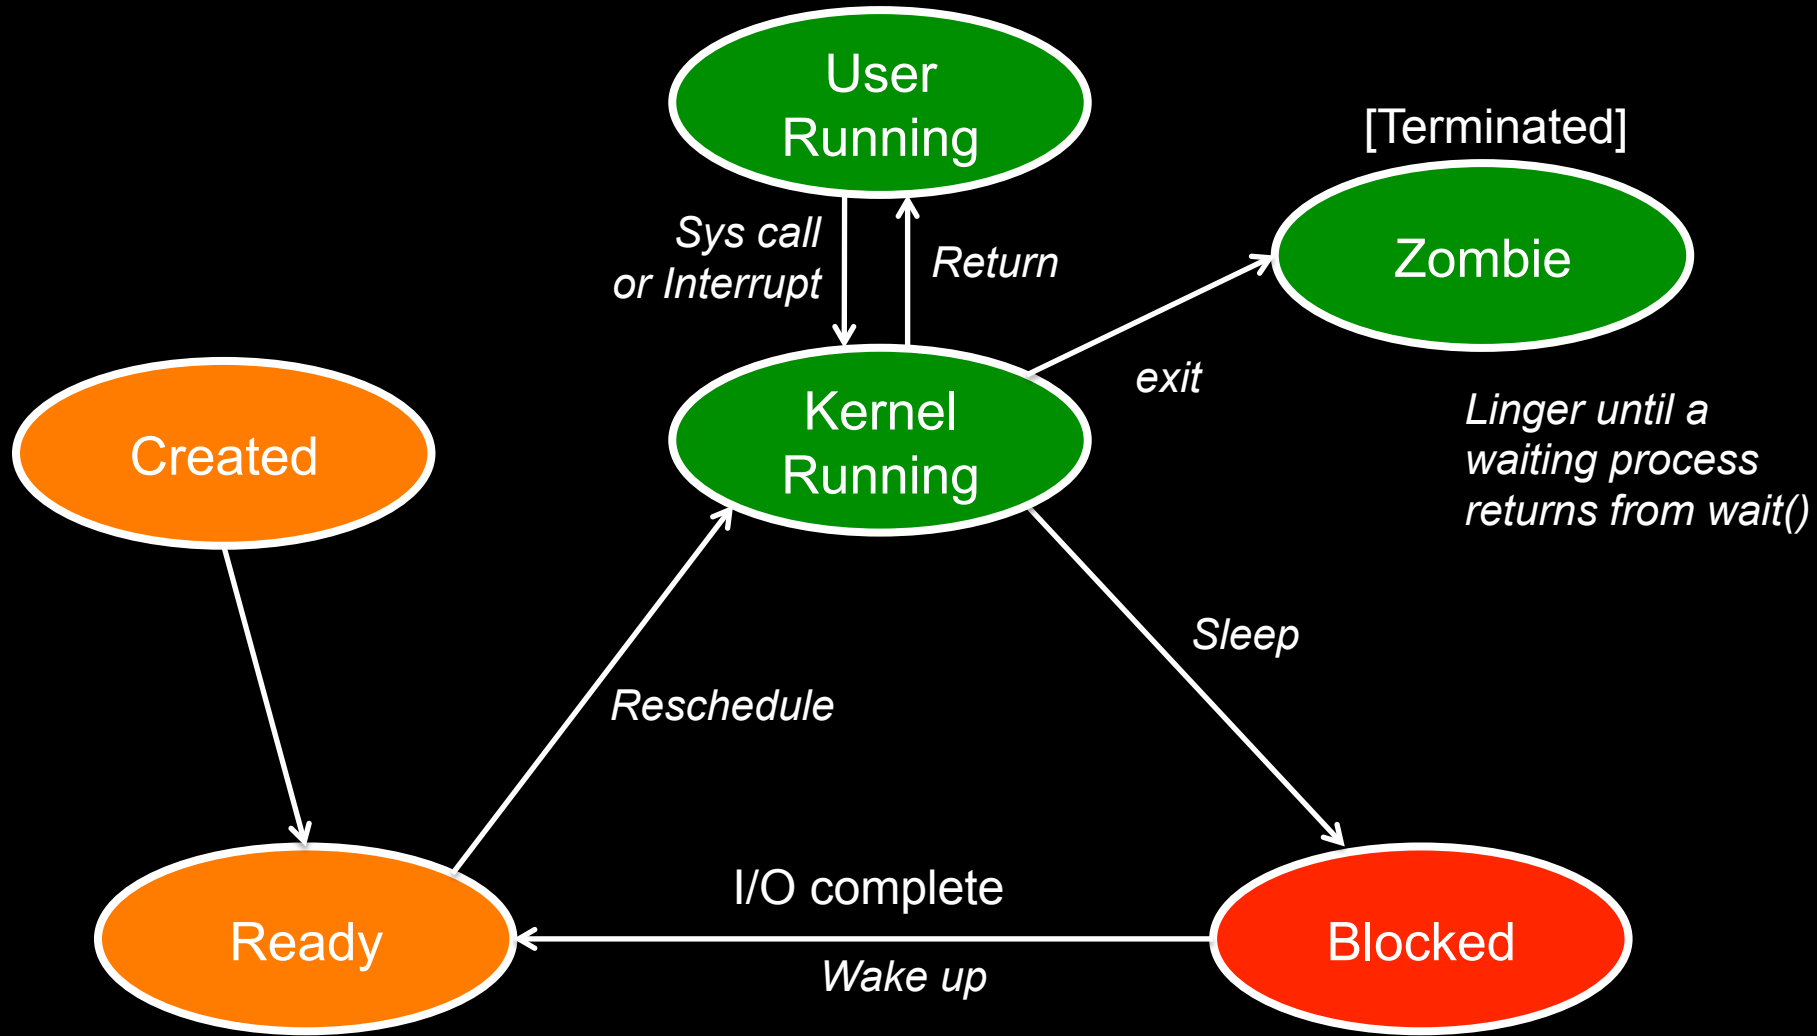 User
Running
[Terminated]
Sys call
or Interrupt
Return
Zombie
exit
Created
Kernel
Running
Linger until a
waiting process
returns from wait()
Sleep
Reschedule
I/O complete
Ready
Blocked
Wake up